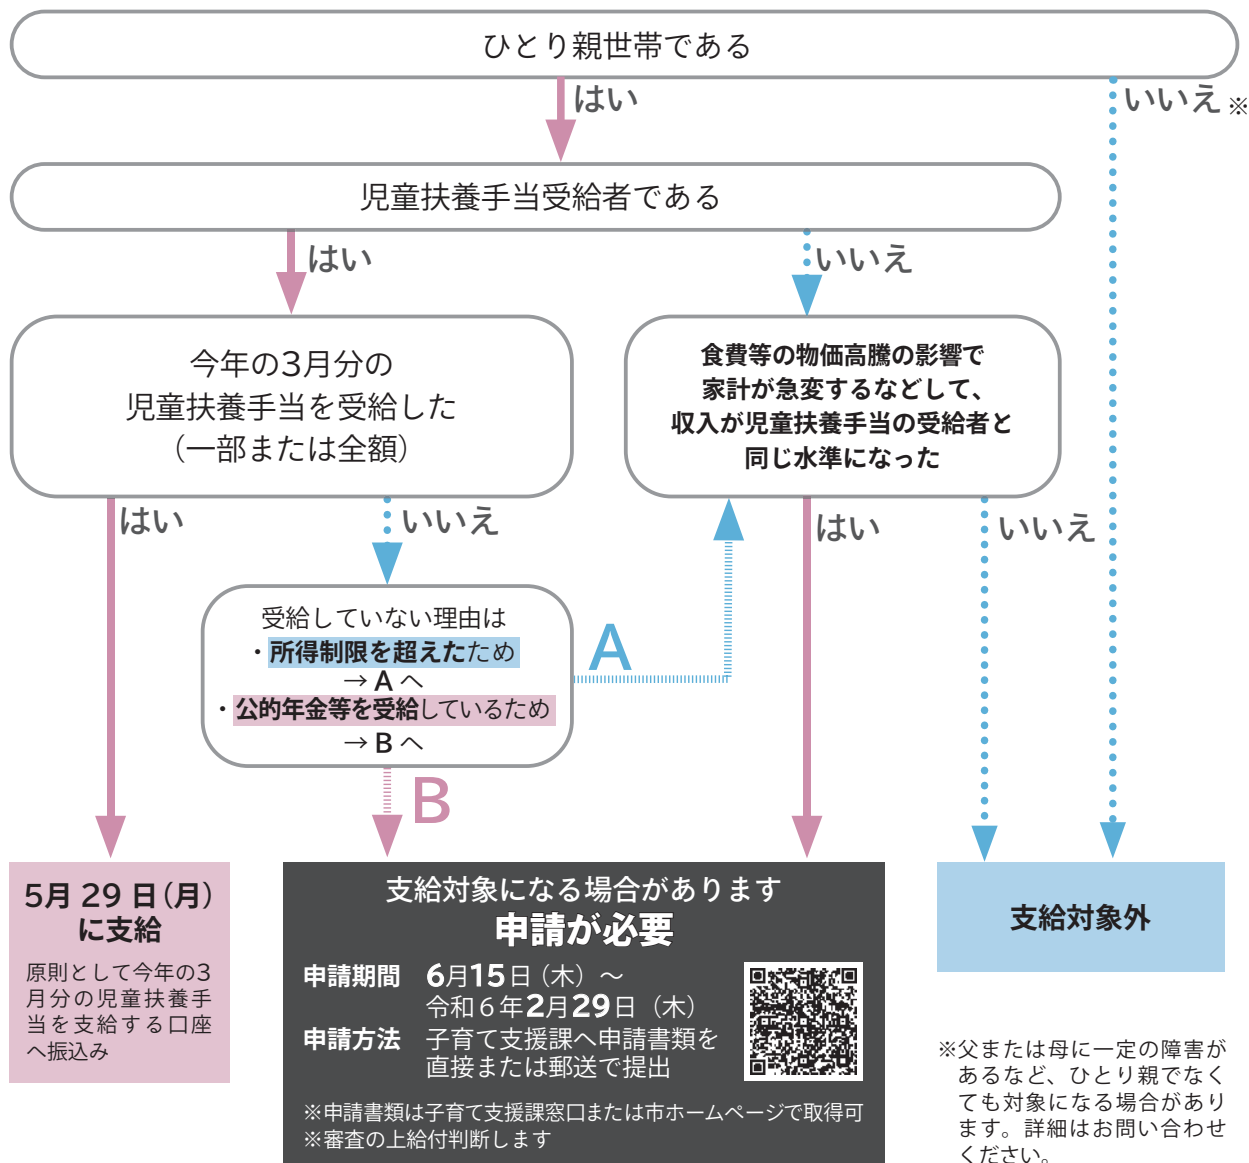 ひとり親世帯である
はい
いいえ※
児童扶養手当受給者である
はい
いいえ
今年の3月分の
児童扶養手当を受給した
（一部または全額）
食費等の物価高騰の影響で
家計が急変するなどして、
収入が児童扶養手当の受給者と
同じ水準になった
はい
いいえ
はい
いいえ
受給していない理由は
・所得制限を超えたため
→ A へ
・公的年金等を受給しているため
→ B へ
A
B
5月 29 日（月）
に支給
原則として今年の3
月分の児童扶養手
当を支給する口座
へ振込み
支給対象になる場合があります
申請が必要
申請期間 6月15日（木）～
令和６年2月29日（木）
申請方法 子育て支援課へ申請書類を
直接または郵送で提出
※申請書類は子育て支援課窓口または市ホームページで取得可
※審査の上給付判断します
支給対象外
※父または母に一定の障害が
あるなど、ひとり親でなく
ても対象になる場合があり
ます。詳細はお問い合わせ
ください。